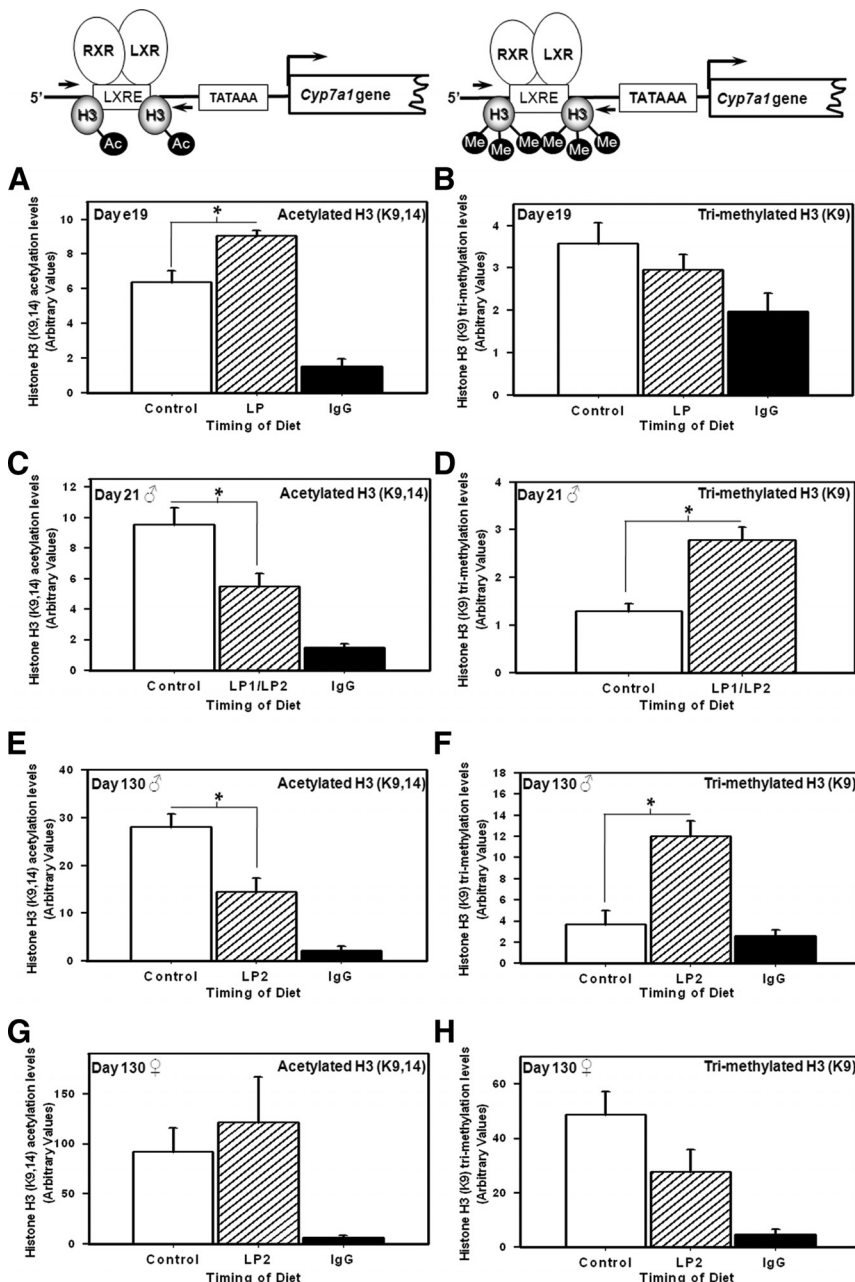 RXR LXR
5' LXRE TATAAA Cyp7a1 gene
H3 H3
Ac Ac
RXR LXR
5' LXRE TATAAA Cyp7a1 gene
H3 H3
Me Me Me Me Me Me
A
Day e19 Acetylated H3 (K9,14)
*
Histone H3 (K9,14) acetylation levels
(Arbitrary Values)
10
8
6
4
2
0
Control LP IgG
Timing of Diet
B
Day e19 Tri-methylated H3 (K9)
Histone H3 (K9) tri-methylation levels
(Arbitrary Values)
5
4
3
2
1
0
Control LP IgG
Timing of Diet
C
Day 21 ♂ Acetylated H3 (K9,14)
*
Histone H3 (K9,14) acetylation levels
(Arbitrary Values)
12
10
8
6
4
2
0
Control LP1/LP2 IgG
Timing of Diet
D
Day 21 ♂ Tri-methylated H3 (K9)
*
Histone H3 (K9) tri-methylation levels
(Arbitrary Values)
4
3
2
1
0
Control LP1/LP2
Timing of Diet
E
Day 130 ♂ Acetylated H3 (K9,14)
*
Histone H3 (K9,14) acetylation levels
(Arbitrary Values)
40
30
20
10
0
Control LP2 IgG
Timing of Diet
F
Day 130 ♂ Tri-methylated H3 (K9)
*
Histone H3 (K9) tri-methylation levels
(Arbitrary Values)
18
16
14
12
10
8
6
4
2
0
Control LP2 IgG
Timing of Diet
G
Day 130 ♀ Acetylated H3 (K9,14)
Histone H3 (K9,14) acetylation levels
(Arbitrary Values)
150
100
50
0
Control LP2 IgG
Timing of Diet
H
Day 130 ♀ Tri-methylated H3 (K9)
Histone H3 (K9) tri-methylation levels
(Arbitrary Values)
60
40
20
0
Control LP2 IgG
Timing of Diet